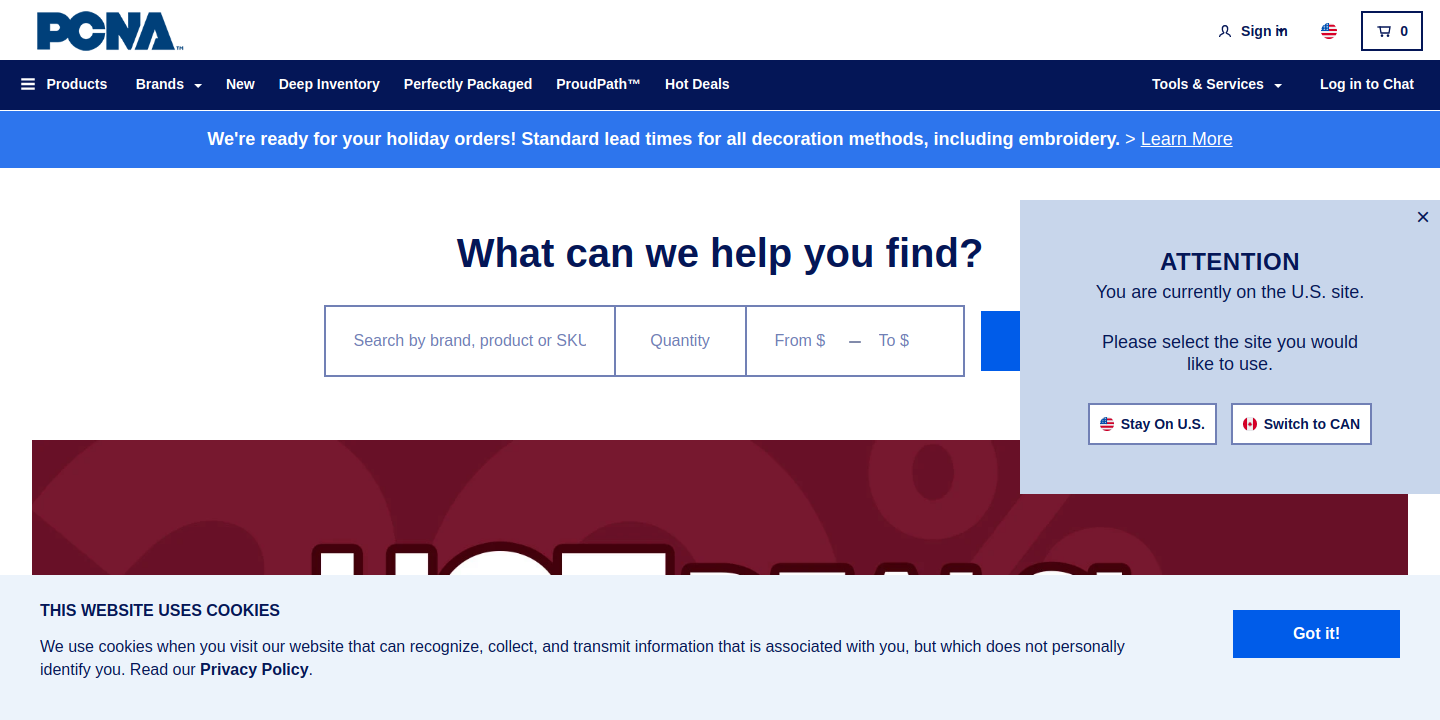 PCNA™
Sign in
0
Products
Brands
New
Deep Inventory
Perfectly Packaged
ProudPath™
Hot Deals
Tools & Services
Log in to Chat
We're ready for your holiday orders! Standard lead times for all decoration methods, including embroidery. > Learn More
×
What can we help you find?
ATTENTION
You are currently on the U.S. site.
Search by brand, product or SKU
Quantity
From $ – To $
Please select the site you would
like to use.
Stay On U.S.
Switch to CAN
%
HOT DEALS!
THIS WEBSITE USES COOKIES
We use cookies when you visit our website that can recognize, collect, and transmit information that is associated with you, but which does not personally
identify you. Read our Privacy Policy.
Got it!